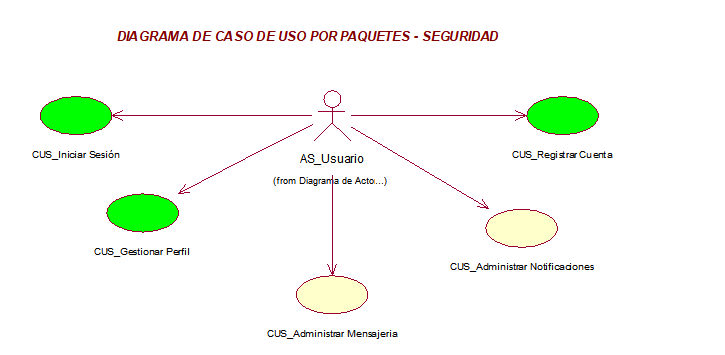 DIAGRAMA DE CASO DE USO POR PAQUETES - SEGURIDAD
CUS_Iniciar Sesión
AS_Usuario
(from Diagrama de Acto...)
CUS_Registrar Cuenta
CUS_Gestionar Perfil
CUS_Administrar Notificaciones
CUS_Administrar Mensajeria